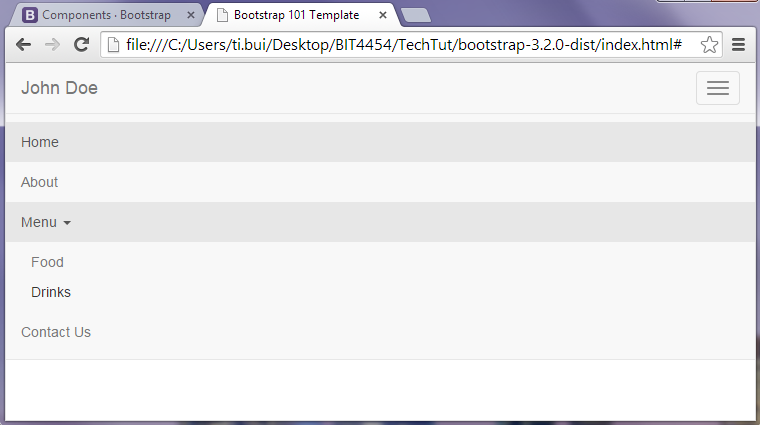 B Components · Bootstrap
Bootstrap 101 Template
file:///C:/Users/ti.bui/Desktop/BIT4454/TechTut/bootstrap-3.2.0-dist/index.html#
John Doe
Home
About
Menu
Food
Drinks
Contact Us